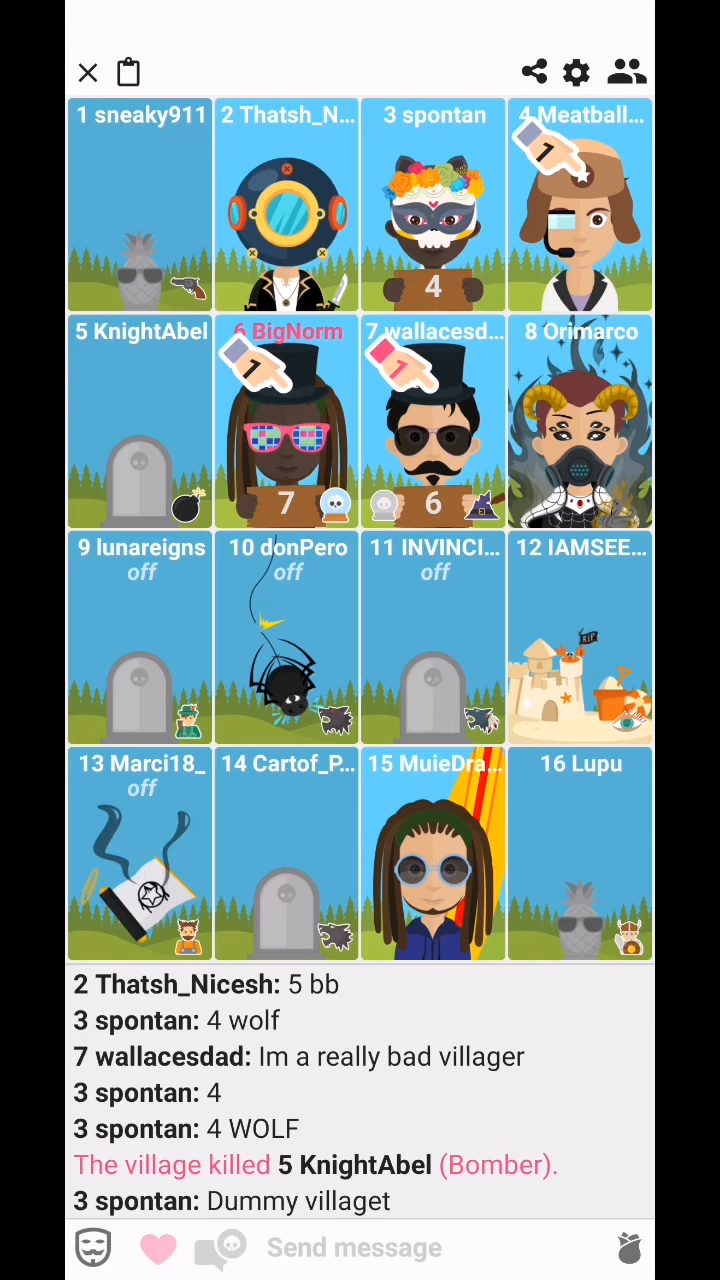 1 sneaky911
2 Thatsh_N...
3 spontan
4 Meatball...
1
4
5 KnightAbel
6 BigNorm
7 wallacesd...
8 Orimarco
1
1
7
6
9 lunareigns
10 donPero
11 INVINCI...
12 IAMSEE...
off
off
off
RIP
13 Marci18_
14 Cartof_P...
15 MuieDra...
16 Lupu
off
2 Thatsh_Nicesh: 5 bb
3 spontan: 4 wolf
7 wallacesdad: Im a really bad villager
3 spontan: 4
3 spontan: 4 WOLF
The village killed 5 KnightAbel (Bomber).
3 spontan: Dummy villaget
Send message